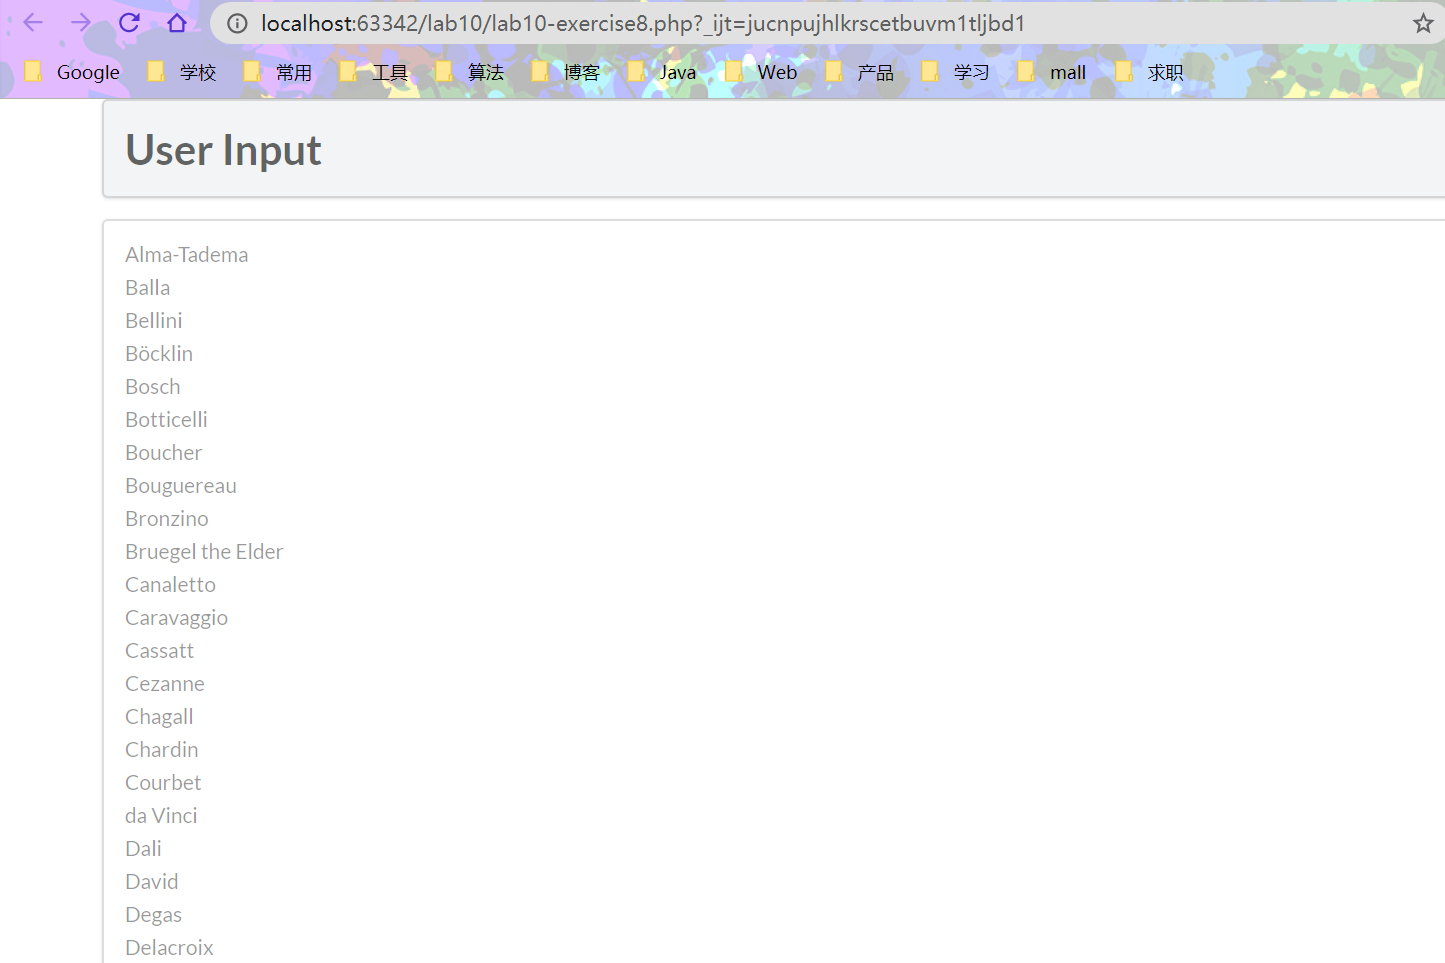 localhost:63342/lab10/lab10-exercise8.php?_ijt=jucnpujhlkrscetbuvm1tljbd1
Google 学校 常用 工具 算法 博客 Java Web 产品 学习 mall 求职
User Input
Alma-Tadema
Balla
Bellini
Böcklin
Bosch
Botticelli
Boucher
Bouguereau
Bronzino
Bruegel the Elder
Canaletto
Caravaggio
Cassatt
Cezanne
Chagall
Chardin
Courbet
da Vinci
Dali
David
Degas
Delacroix